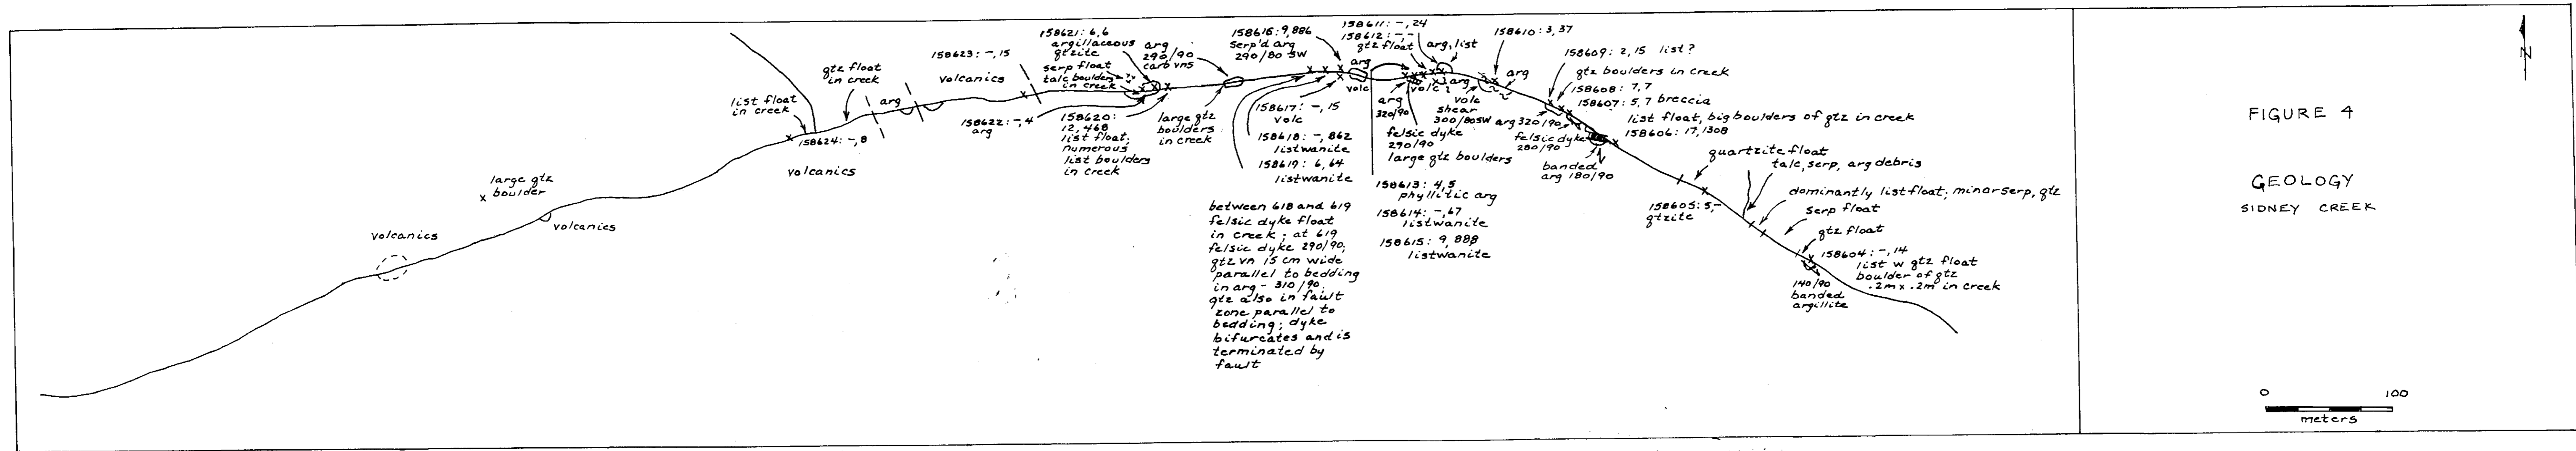 158621: 6,6
argillaceous
qtzite
serp float
talc boulders
in creek
arg
290/90
carb vns
158623: -,15
volcanics
qtz float
in creek
arg
list float
in creek
158624: -,8
volcanics
large qtz
boulder
volcanics
volcanics
158622: -,4
arg
158620:
12,468
list float;
numerous
list boulders
in creek
large qtz
boulders
in creek
158616: 9,886
serp'd arg
290/80 SW
158617: -,15
volc
158618: -,862
listwanite
158619: 6,64
listwanite
between 618 and 619
felsic dyke float
in creek; at 619
felsic dyke 290/90;
qtz vn 15 cm wide
parallel to bedding
in arg - 310/90.
qtz also in fault
zone parallel to
bedding; dyke
bifurcates and is
terminated by
fault
158611: -,24
158612: -,-
qtz float
arg, list
arg
volc
arg
320/90
volc
arg
felsic dyke
290/90
large qtz boulders
158613: 4,5
phyllitic arg
158614: -,67
listwanite
158615: 9,888
listwanite
158610: 3,37
arg
volc
shear
300/80SW
158609: 2,15 list?
qtz boulders in creek
158608: 7,7
158607: 5,7 breccia
list float, big boulders of qtz in creek
158606: 17,1308
arg 320/90
felsic dyke
280/90
banded
arg 180/90
quartzite float
talc, serp, arg debris
158605: 5,-
qtzite
dominantly list float; minor serp, qtz
serp float
qtz float
158604: -,14
list w qtz float
boulder of qtz
.2m x .2m in creek
140/90
banded
argillite
N
FIGURE 4
GEOLOGY
SIDNEY CREEK
0 100
meters